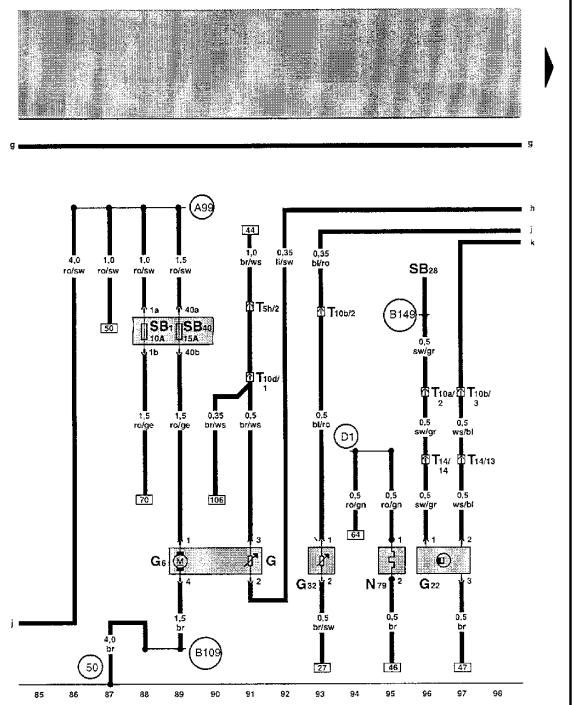 g g
A99
h
44
j
k
4,0 1,0 1,0 1,5 1,0 0,35 0,35 SB28
ro/sw ro/sw ro/sw ro/sw br/ws li/sw bl/ro
1a 40a T5h/2 T10b/2 B149
50 SB1 SB40
10A 15A
1b 40b
0,5
sw/gr
T10d/
1
T10a/ T10b/
2 3
1,5 1,5 0,35 0,5 0,5 0,5 0,5
ro/ge ro/ge br/ws br/ws bl/ro sw/gr ws/bl
D1
T14/ T14/13
14
70 106
0,5 0,5 0,5 0,5
ro/gn ro/gn sw/gr ws/bl
64
1 3 1 1 1 2
G6 M G
4 2 2 2 3
G32 N79 G22
j
1,5 0,5 0,5 0,5
br br/sw br br
4,0
br
B109
50 27 46 47
85 86 87 88 89 90 91 92 93 94 95 96 97 98